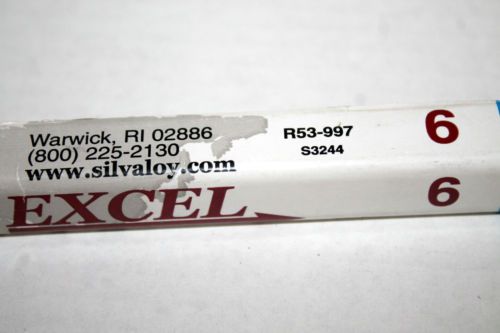 Warwick, RI 02886
(800) 225-2130
www.silvaloy.com
R53-997
S3244
6
EXCEL
6